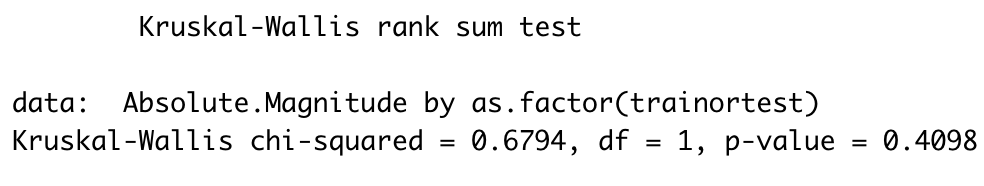 Kruskal-Wallis rank sum test
data:  Absolute.Magnitude by as.factor(trainortest)
Kruskal-Wallis chi-squared = 0.6794, df = 1, p-value = 0.4098